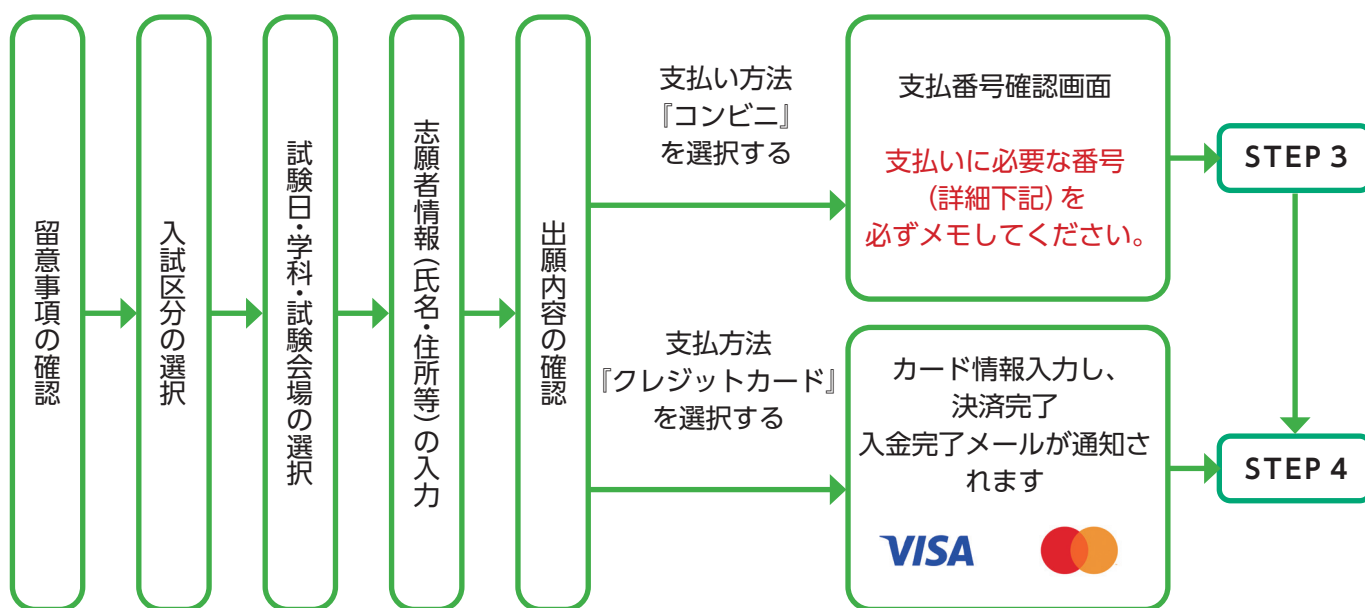 留意事項の確認
入試区分の選択
試験日・学科・試験会場の選択
志願者情報（氏名・住所等）の入力
出願内容の確認
支払い方法
『コンビニ』
を選択する
支払番号確認画面
支払いに必要な番号
（詳細下記）を
必ずメモしてください。
STEP 3
支払方法
『クレジットカード』
を選択する
カード情報入力し、
決済完了
入金完了メールが通知さ
れます
VISA
STEP 4